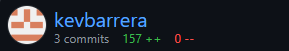 kevbarrera
3 commits 157 ++ 0 --